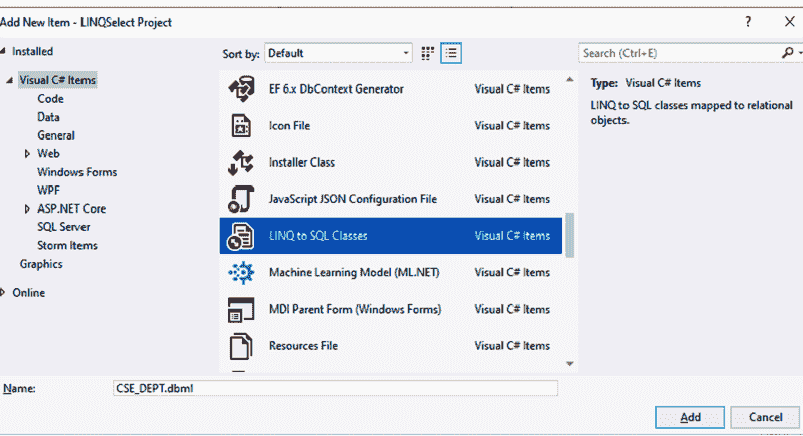 Add New Item - LINQSelect Project
? X
Installed
Sort by: Default
Search (Ctrl+E)
Visual C# Items
Code
Data
General
Web
Windows Forms
WPF
ASP.NET Core
SQL Server
Storm Items
Graphics
Online
EF 6.x DbContext Generator Visual C# Items
Icon File Visual C# Items
Installer Class Visual C# Items
JavaScript JSON Configuration File Visual C# Items
LINQ to SQL Classes Visual C# Items
Machine Learning Model (ML.NET) Visual C# Items
MDI Parent Form (Windows Forms) Visual C# Items
Resources File Visual C# Items
Type: Visual C# Items
LINQ to SQL classes mapped to relational
objects.
Name: CSE_DEPT.dbml
Add Cancel